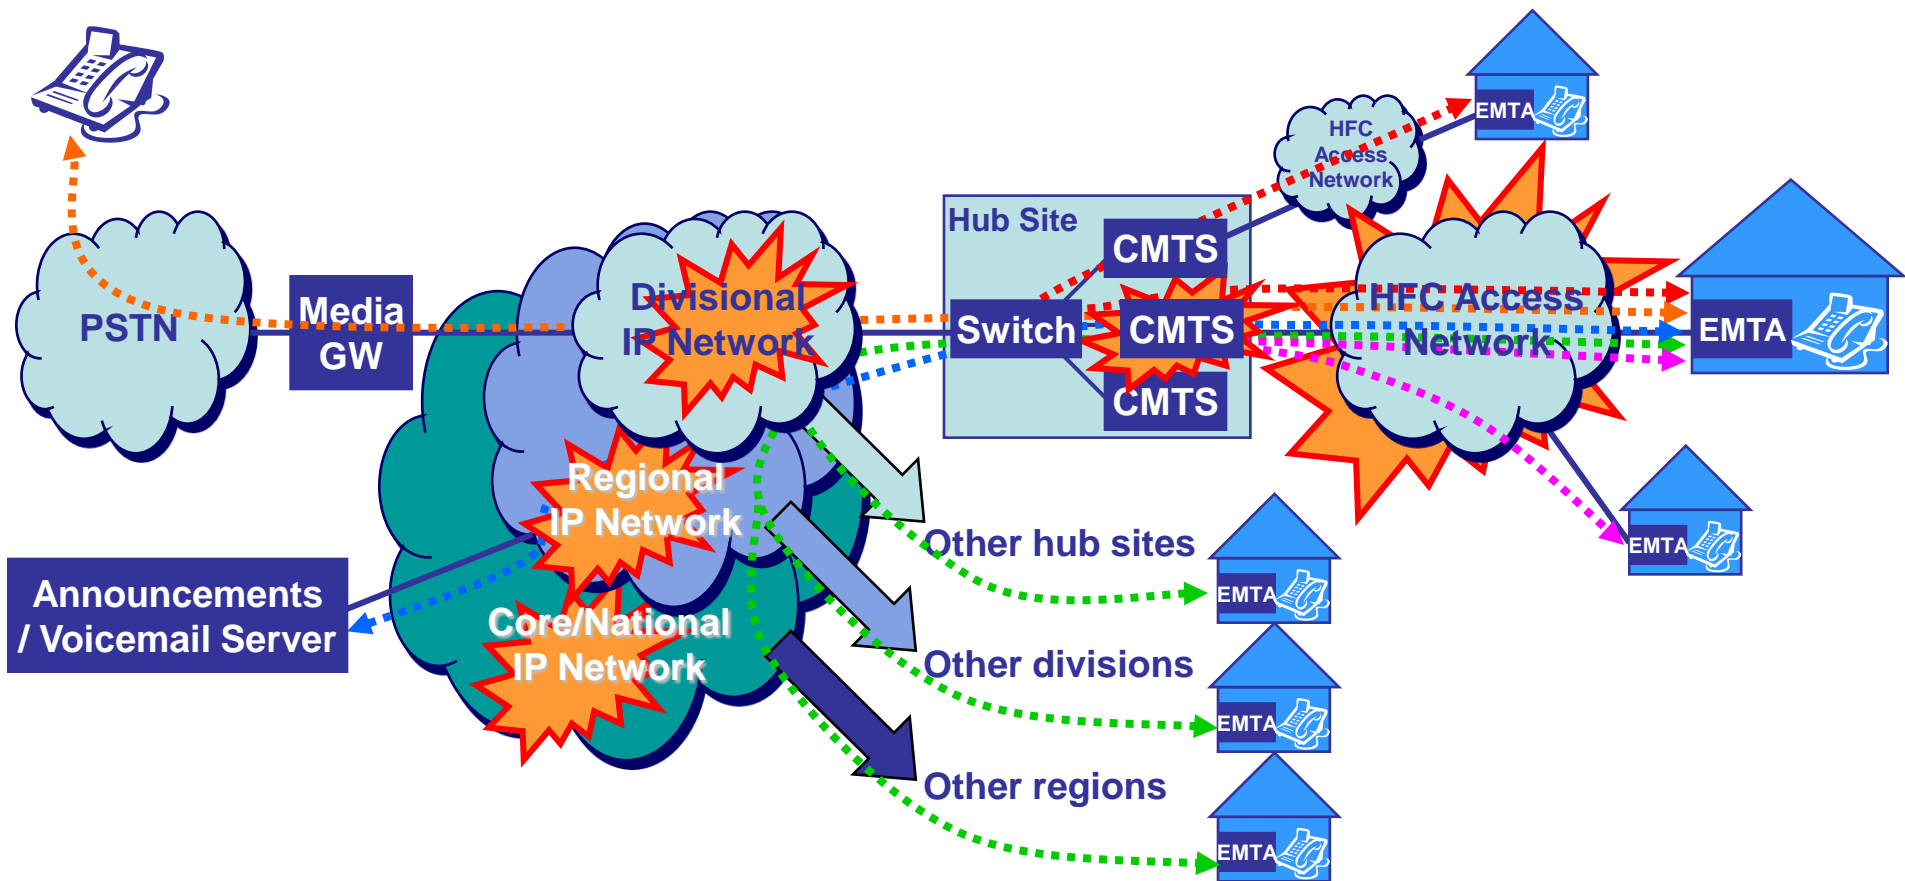 HFC
Access
Network
EMTA
Hub Site
CMTS
PSTN
Media
GW
Divisional
IP Network
Switch
CMTS
HFC Access
Network
EMTA
CMTS
Regional
IP Network
Other hub sites
EMTA
EMTA
Announcements
/ Voicemail Server
Core/National
IP Network
Other divisions
EMTA
Other regions
EMTA